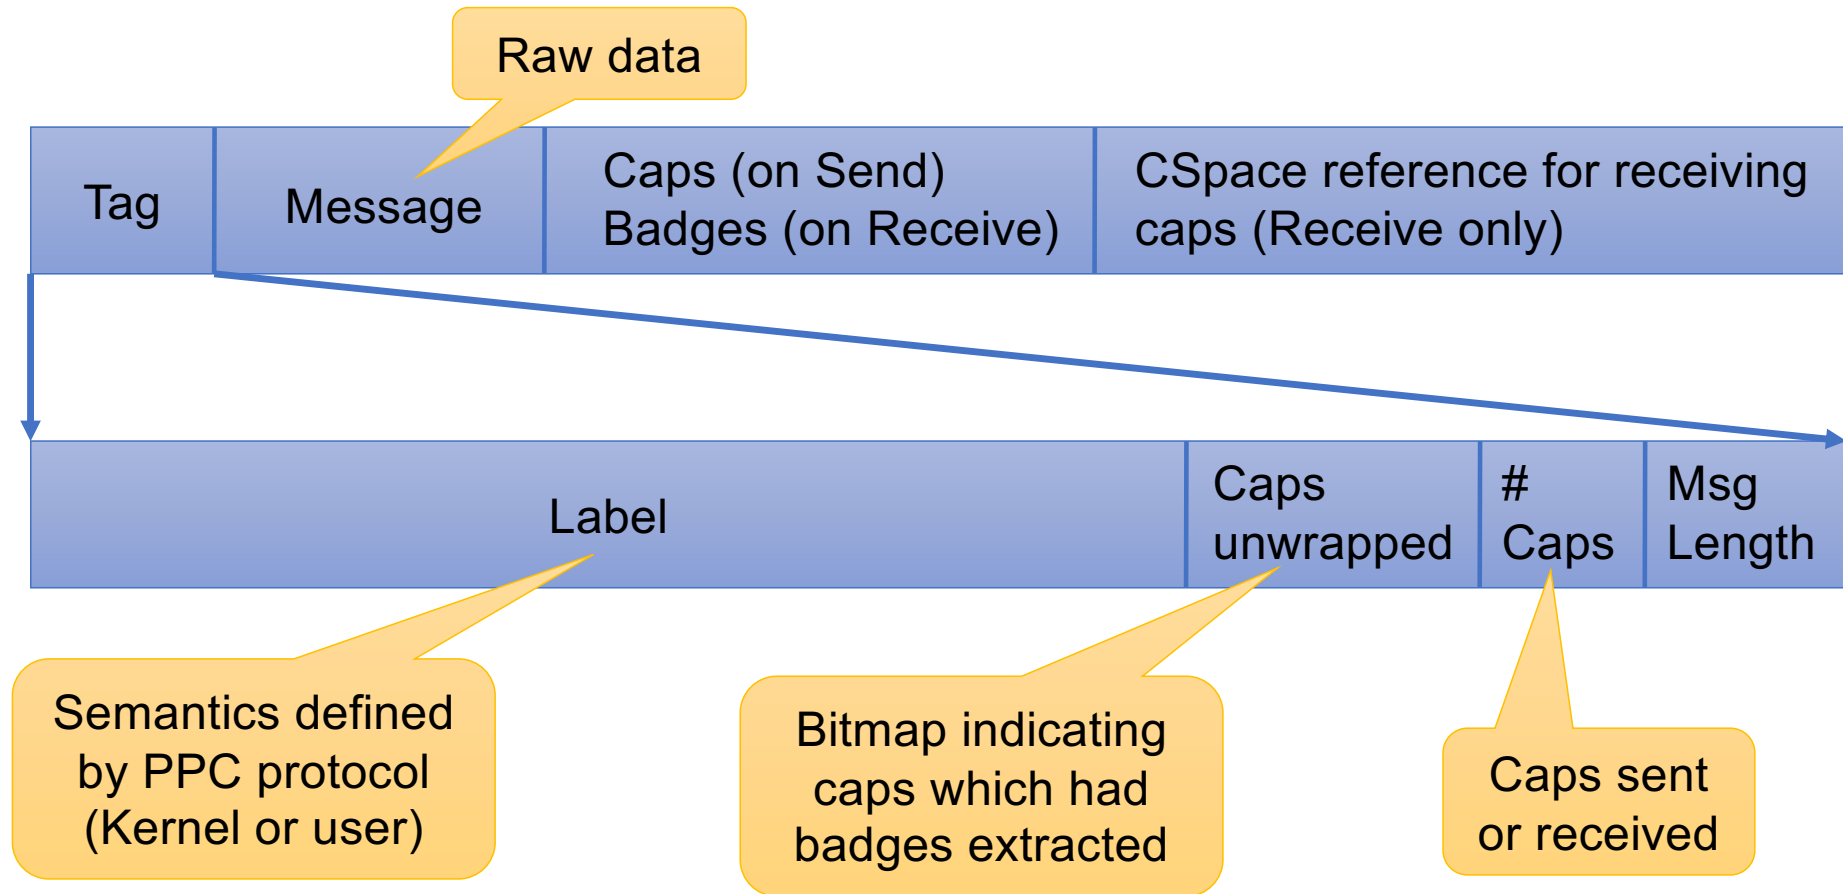 Raw data
Tag
Message
Caps (on Send)
Badges (on Receive)
CSpace reference for receiving
caps (Receive only)
Label
Caps
unwrapped
#
Caps
Msg
Length
Semantics defined
by PPC protocol
(Kernel or user)
Bitmap indicating
caps which had
badges extracted
Caps sent
or received